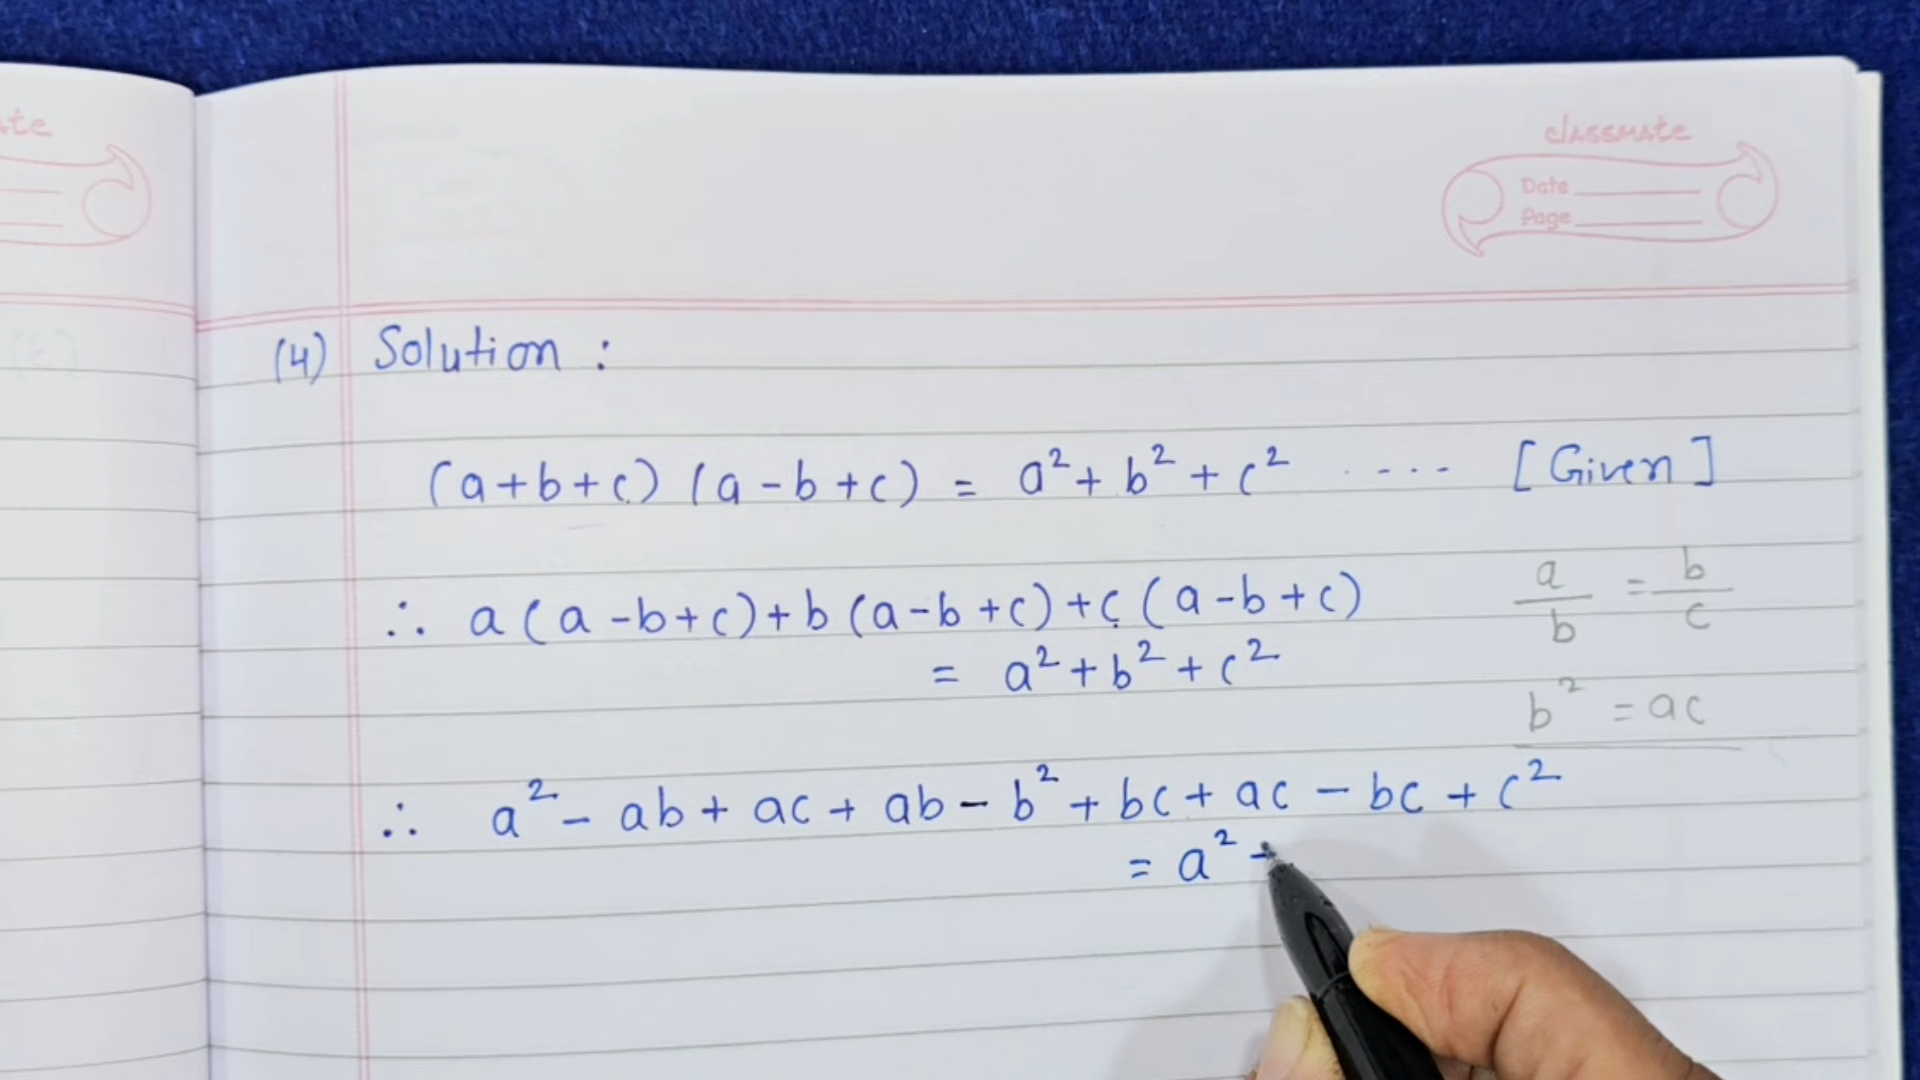 classmate
Date
Page
(4) Solution :
(a+b+c) (a-b+c) = a² + b² + c² .... [Given]
∴ a(a-b+c)+b(a-b+c)+c(a-b+c)
= a² + b² + c²
a/b = b/c
b² = ac
∴ a² - ab + ac + ab - b² + bc + ac - bc + c²
= a²